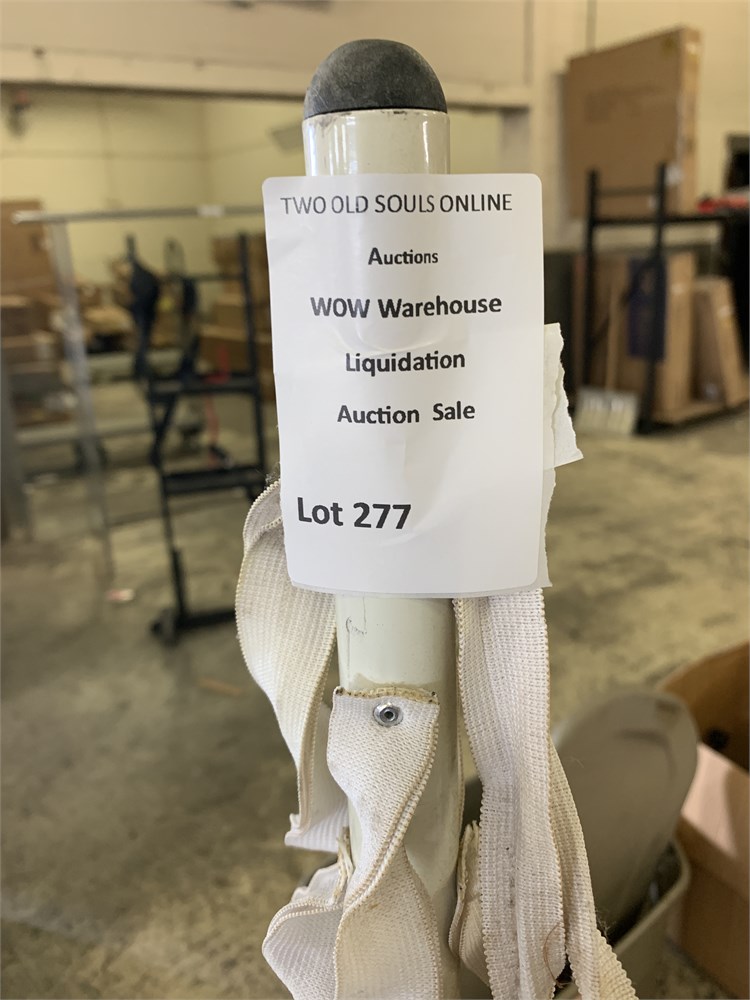 TWO OLD SOULS ONLINE
Auctions
WOW Warehouse
Liquidation
Auction Sale
Lot 277